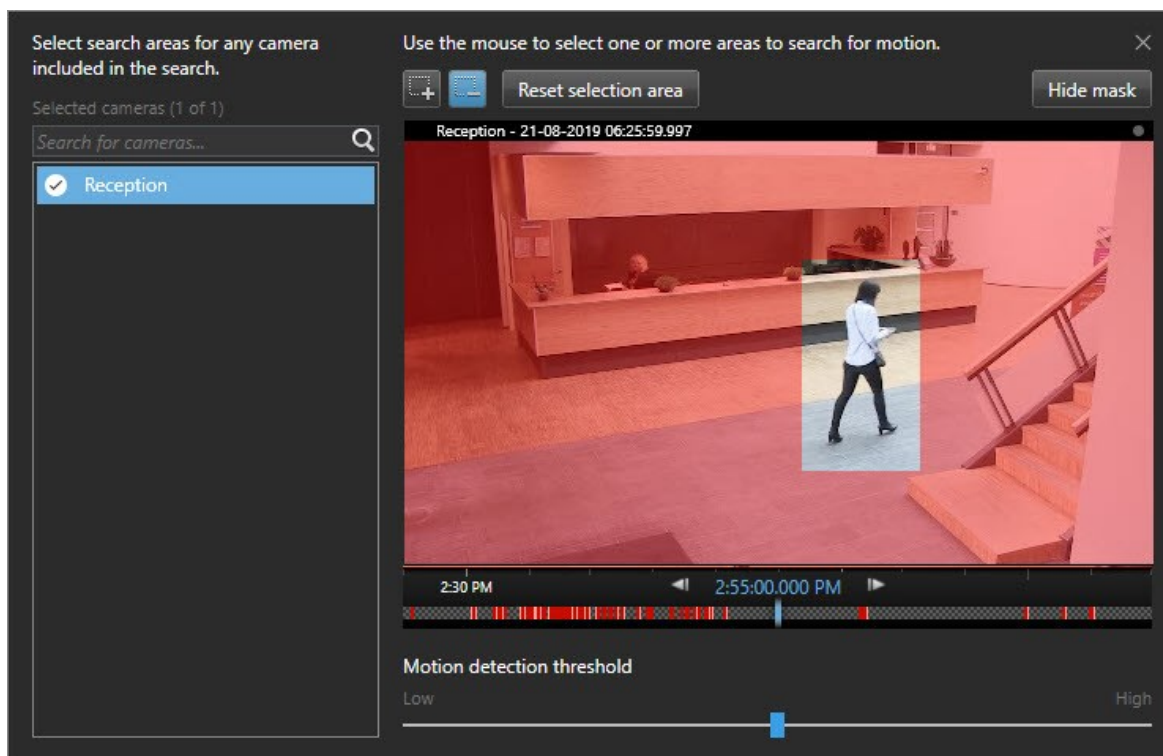 Select search areas for any camera
included in the search.
Selected cameras (1 of 1)
Search for cameras...
Reception
Use the mouse to select one or more areas to search for motion.
Reset selection area
Hide mask
Reception - 21-08-2019 06:25:59.997
2:30 PM
2:55:00.000 PM
Motion detection threshold
Low
High